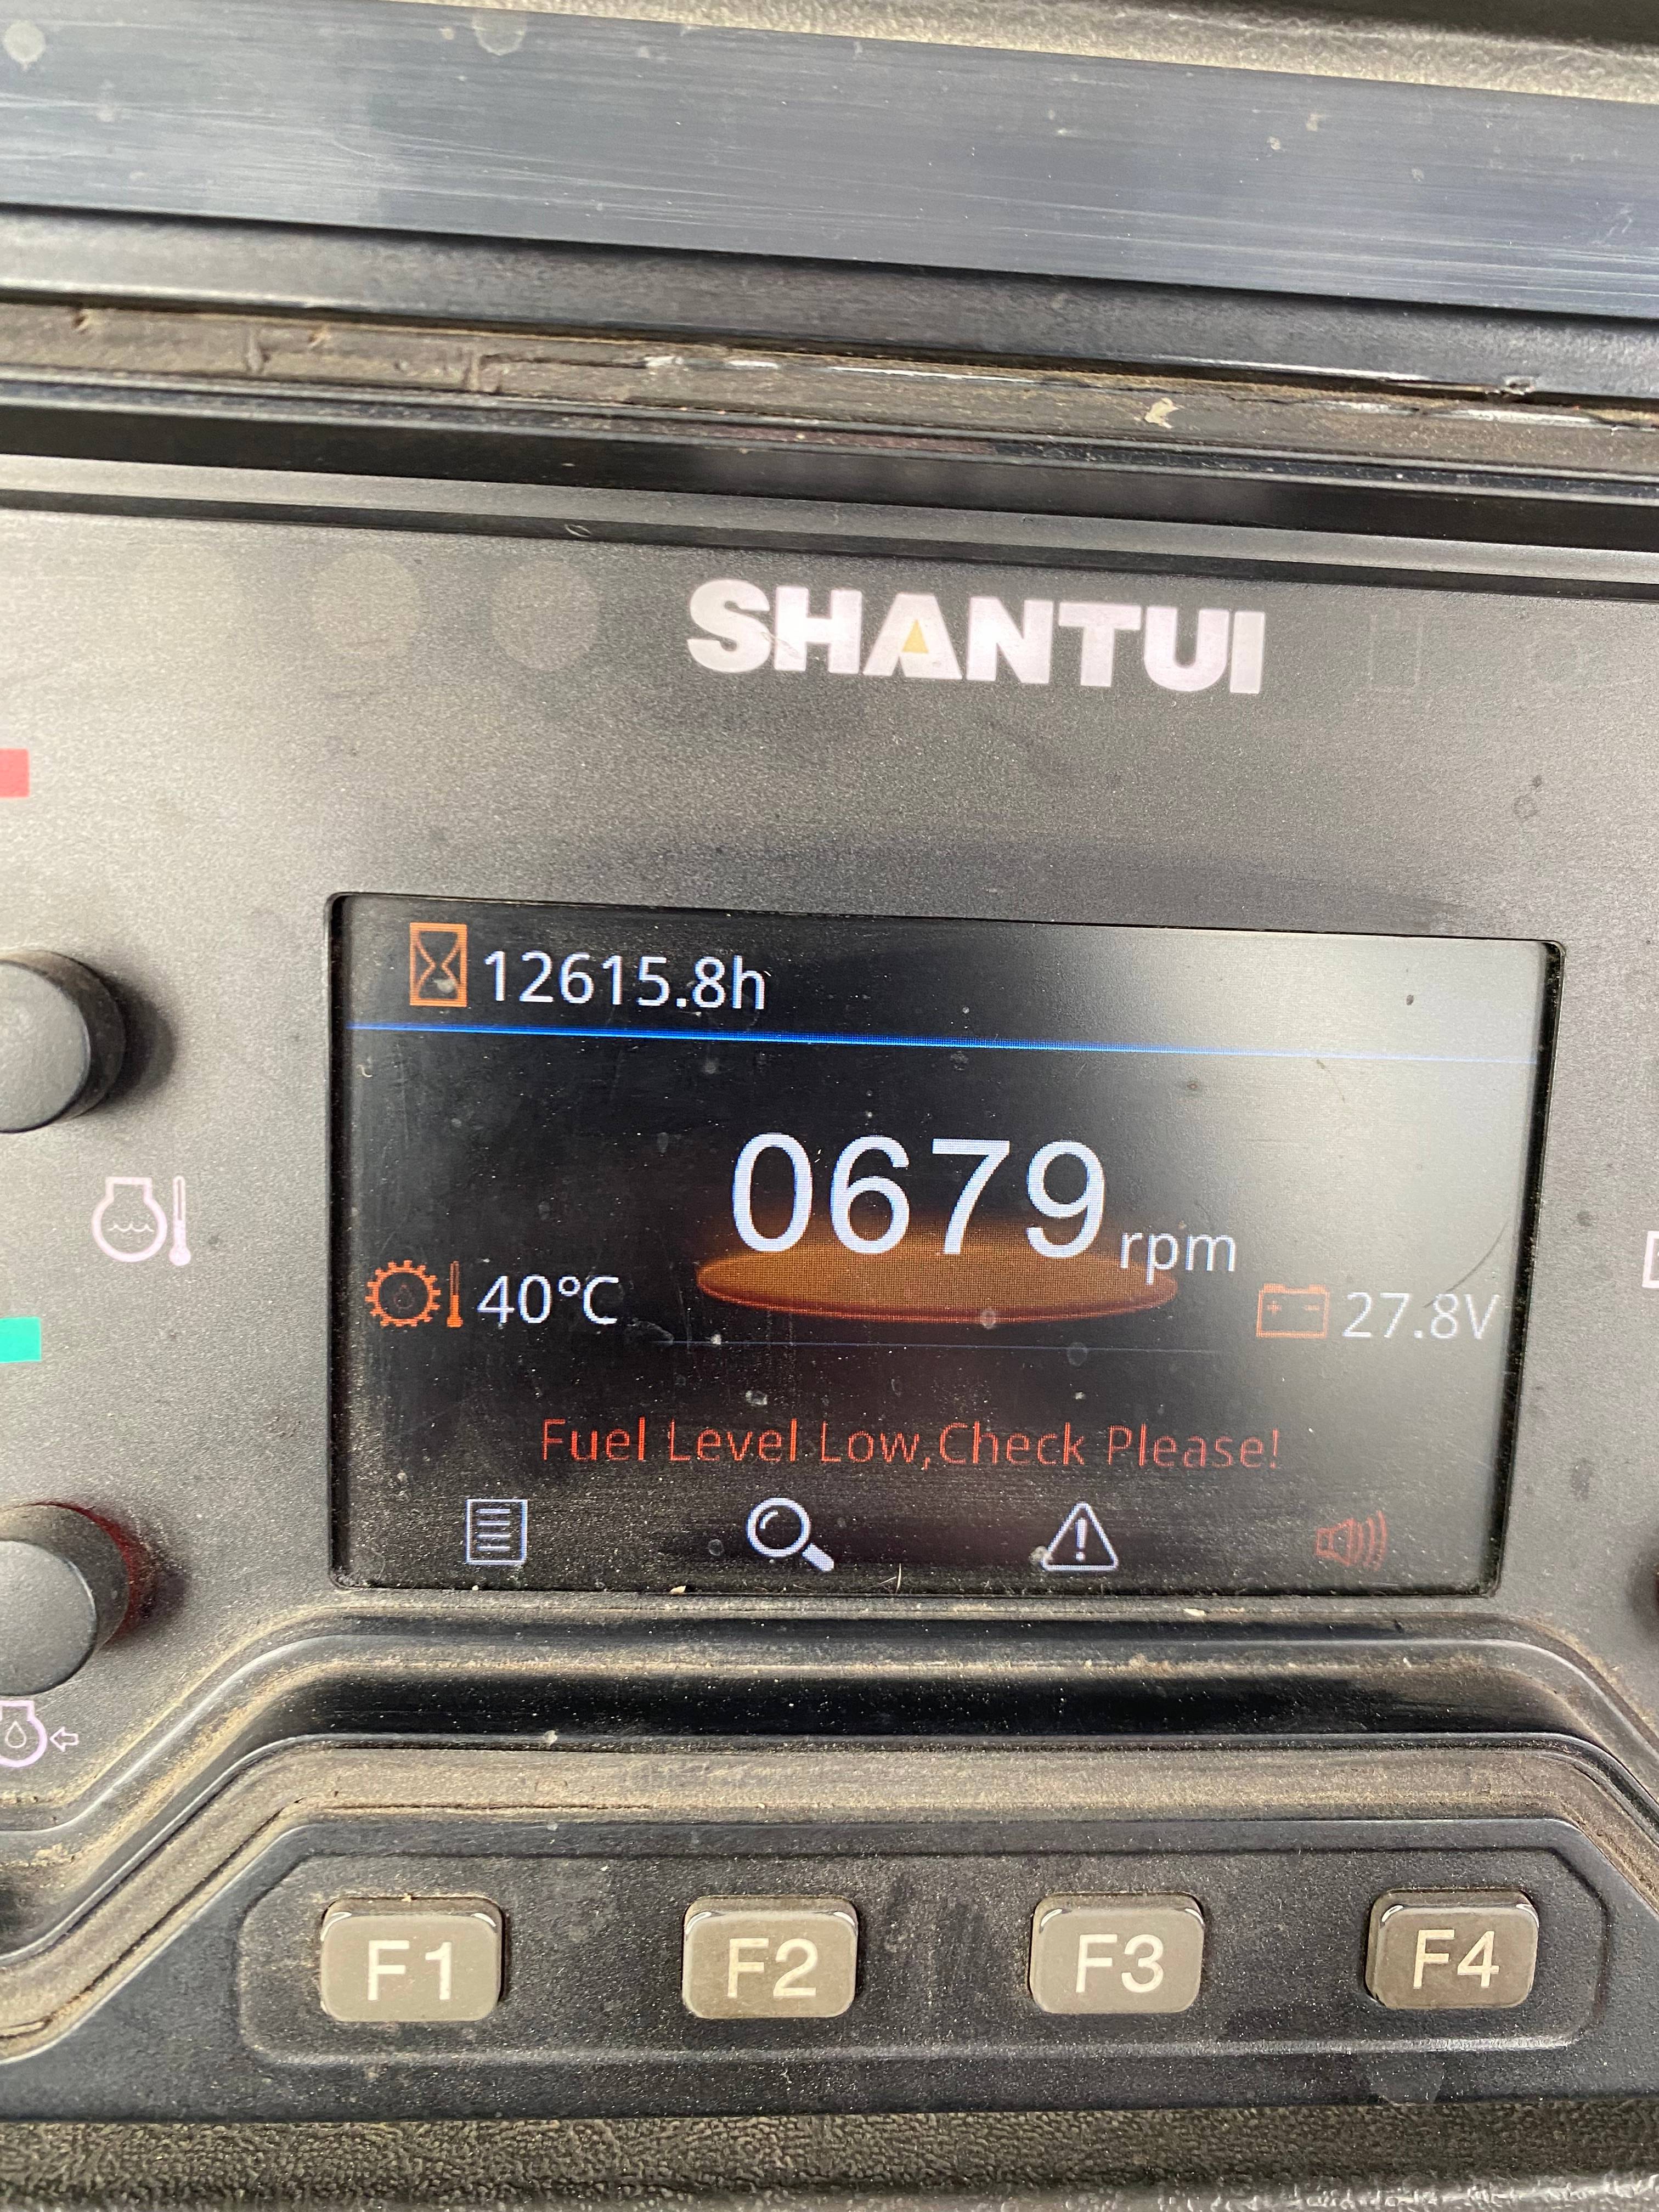 SHANTUI
12615.8h
0679 rpm
40°C
27.8V
Fuel Level Low,Check Please!
F1 F2 F3 F4